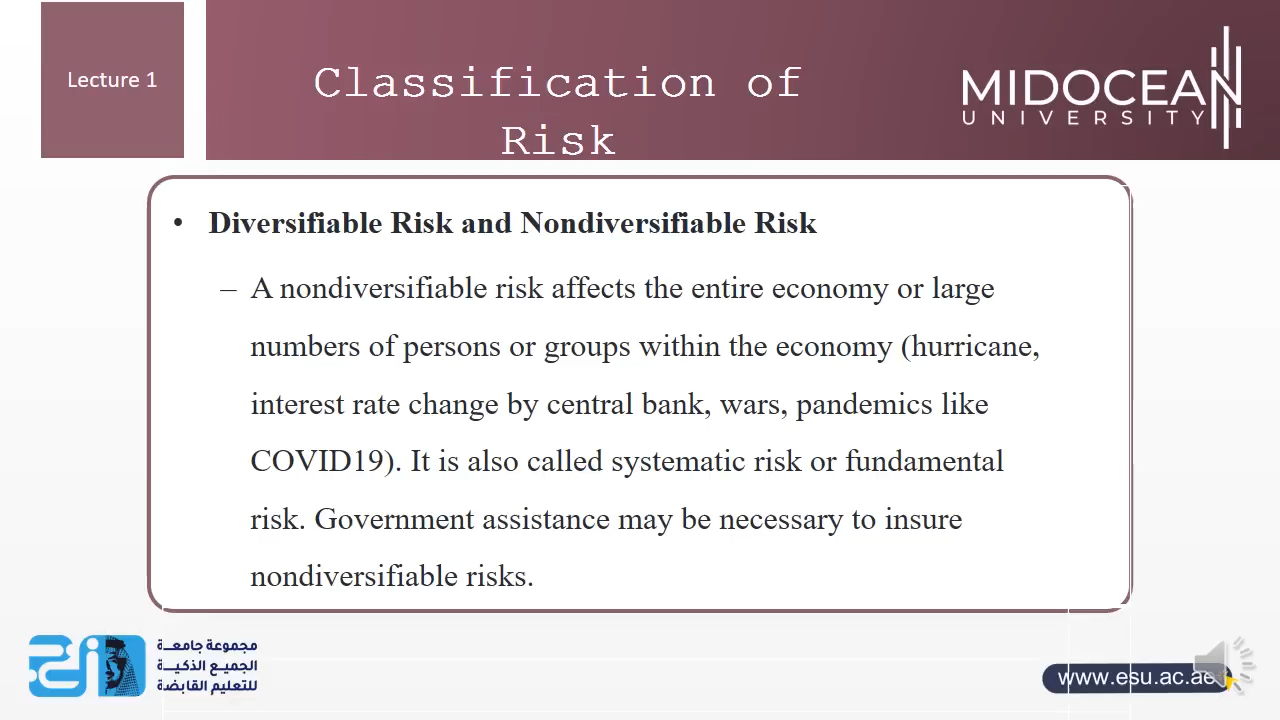 Lecture 1
Classification of
Risk
MIDOCEAN
UNIVERSITY
• Diversifiable Risk and Nondiversifiable Risk
– A nondiversifiable risk affects the entire economy or large
numbers of persons or groups within the economy (hurricane,
interest rate change by central bank, wars, pandemics like
COVID19). It is also called systematic risk or fundamental
risk. Government assistance may be necessary to insure
nondiversifiable risks.
مجموعة جامعة
الجميع الذكية
للتعليم القابضة
www.esu.ac.ae